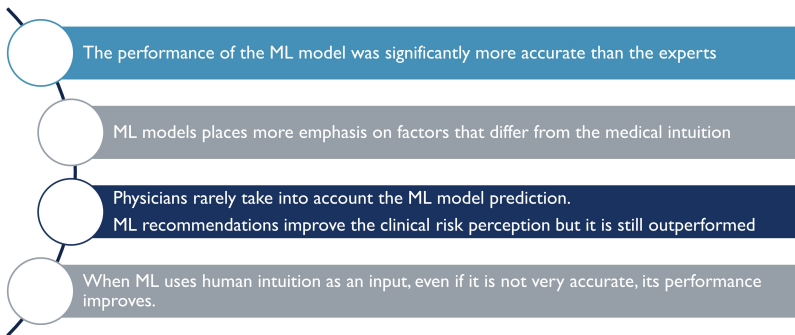 The performance of the ML model was significantly more accurate than the experts
ML models places more emphasis on factors that differ from the medical intuition
Physicians rarely take into account the ML model prediction.
ML recommendations improve the clinical risk perception but it is still outperformed
When ML uses human intuition as an input, even if it is not very accurate, its performance
improves.